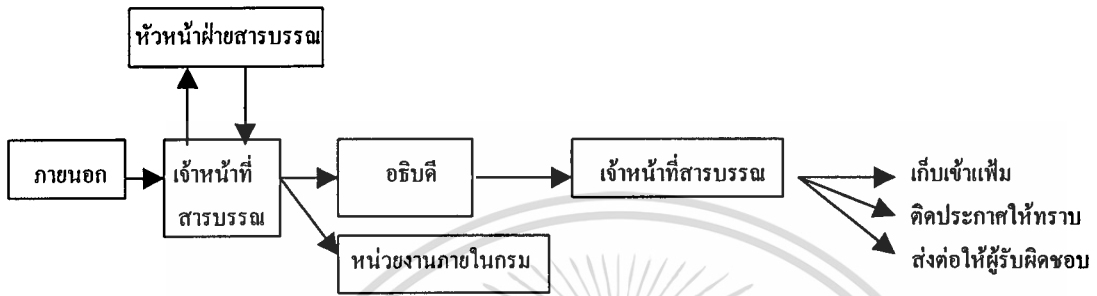 หัวหน้าฝ่ายสารบรรณ
ภายนอก
เจ้าหน้าที่
สารบรรณ
อธิบดี
หน่วยงานภายในกรม
เจ้าหน้าที่สารบรรณ
เก็บเข้าแฟ้ม
ติดประกาศให้ทราบ
ส่งต่อให้ผู้รับผิดชอบ